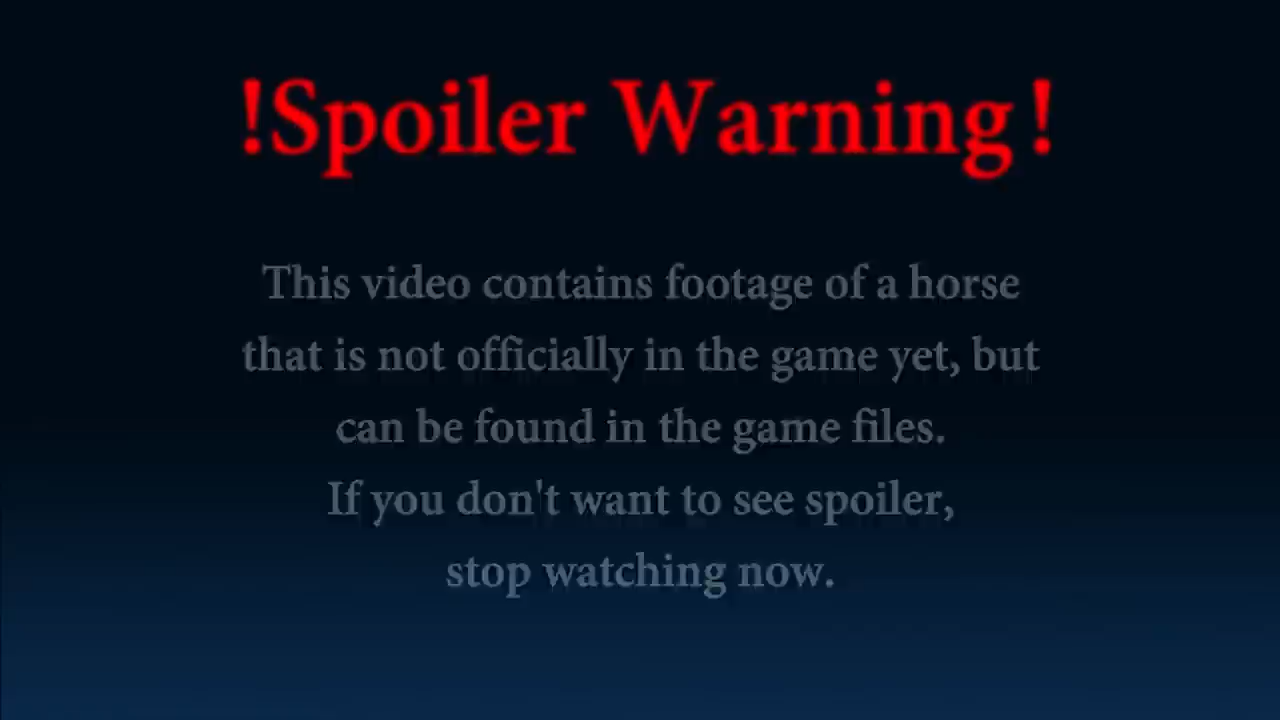 !Spoiler Warning!
This video contains footage of a horse
that is not officially in the game yet, but
can be found in the game files.
If you don't want to see spoiler,
stop watching now.